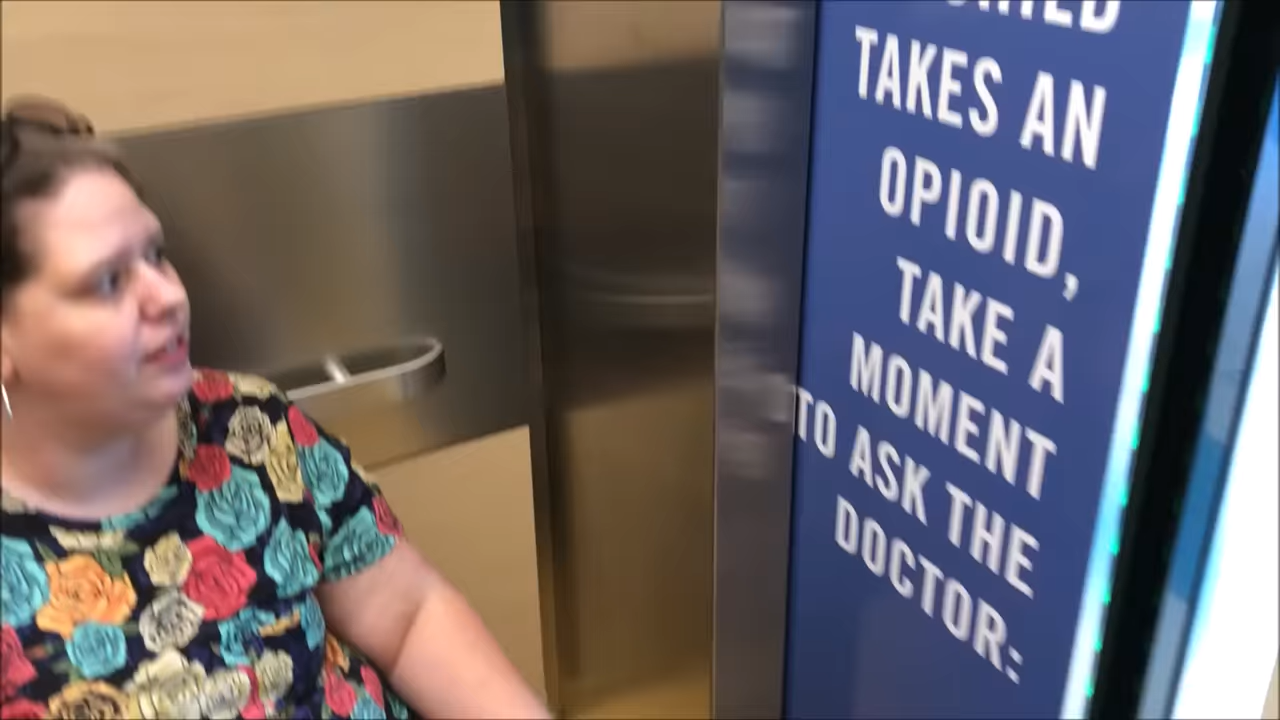 TAKES AN
OPIOID,
TAKE A
MOMENT
TO ASK THE
DOCTOR: